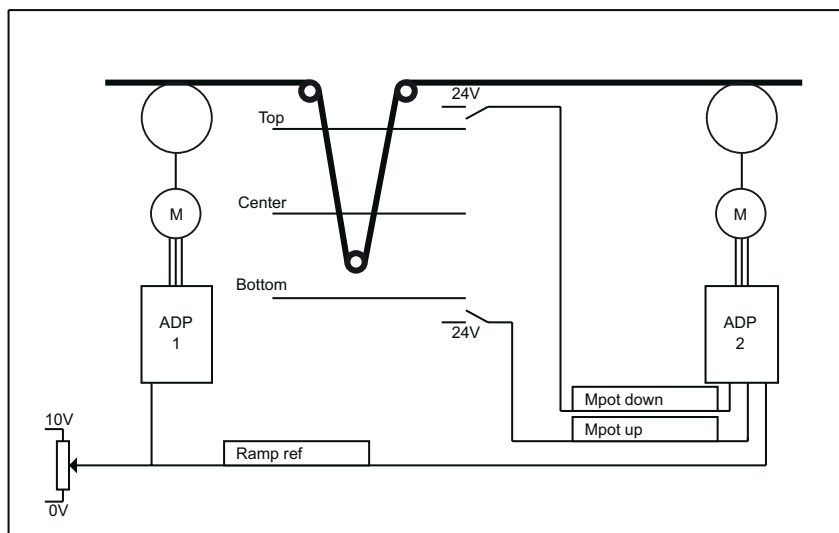 24V
Top
Center
M
M
Bottom
ADP
1
24V
ADP
2
Mpot down
10V
Mpot up
Ramp ref
0V